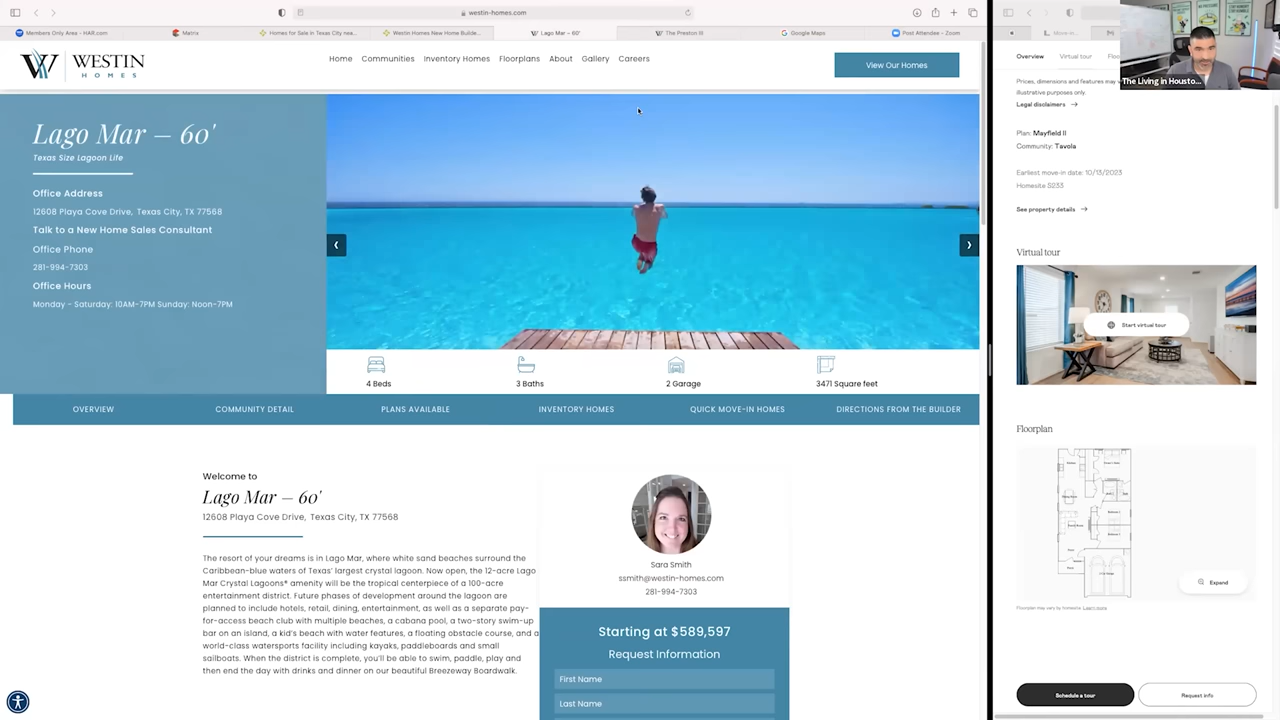 westin-homes.com
Members Only Area - HAR.com
Matrix
Homes for Sale in Texas City nea...
Westin Homes New Home Builde...
Lago Mar – 60'
The Preston III
Google Maps
Post Attendee - Zoom
WESTIN
HOMES
Home
Communities
Inventory Homes
Floorplans
About
Gallery
Careers
View Our Homes
Lago Mar – 60'
Texas Size Lagoon Life
Office Address
12608 Playa Cove Drive, Texas City, TX 77568
Talk to a New Home Sales Consultant
Office Phone
281-994-7303
Office Hours
Monday - Saturday: 10AM-7PM Sunday: Noon-7PM
4 Beds
3 Baths
2 Garage
3471 Square feet
OVERVIEW
COMMUNITY DETAIL
PLANS AVAILABLE
INVENTORY HOMES
QUICK MOVE-IN HOMES
DIRECTIONS FROM THE BUILDER
Welcome to
Lago Mar – 60'
12608 Playa Cove Drive, Texas City, TX 77568
The resort of your dreams is in Lago Mar, where white sand beaches surround the
Caribbean-blue waters of Texas' largest crystal lagoon. Now open, the 12-acre Lago
Mar Crystal Lagoons® amenity will be the tropical centerpiece of a 100-acre
entertainment district. Future phases of development around the lagoon are
planned to include hotels, retail, dining, entertainment, as well as a separate pay-
for-access beach club with multiple beaches, a cabana pool, a two-story swim-up
bar on an island, a kid's beach with water features, a floating obstacle course, and a
world-class watersports facility including kayaks, paddleboards and small
sailboats. When the district is complete, you'll be able to swim, paddle, play and
then end the day with drinks and dinner on our beautiful Breezeway Boardwalk.
Sara Smith
ssmith@westin-homes.com
281-994-7303
Starting at $589,597
Request Information
First Name
Last Name
Move-in...
The Living in Housto...
Overview
Virtual tour
Floo
Prices, dimensions and features may
illustrative purposes only.
Legal disclaimers
Plan: Mayfield II
Community: Tavola
Earliest move-in date: 10/13/2023
Homesite S233
See property details
Virtual tour
Start virtual tour
Floorplan
Expand
Floorplan may vary by homesite. Learn more
Schedule a tour
Request info